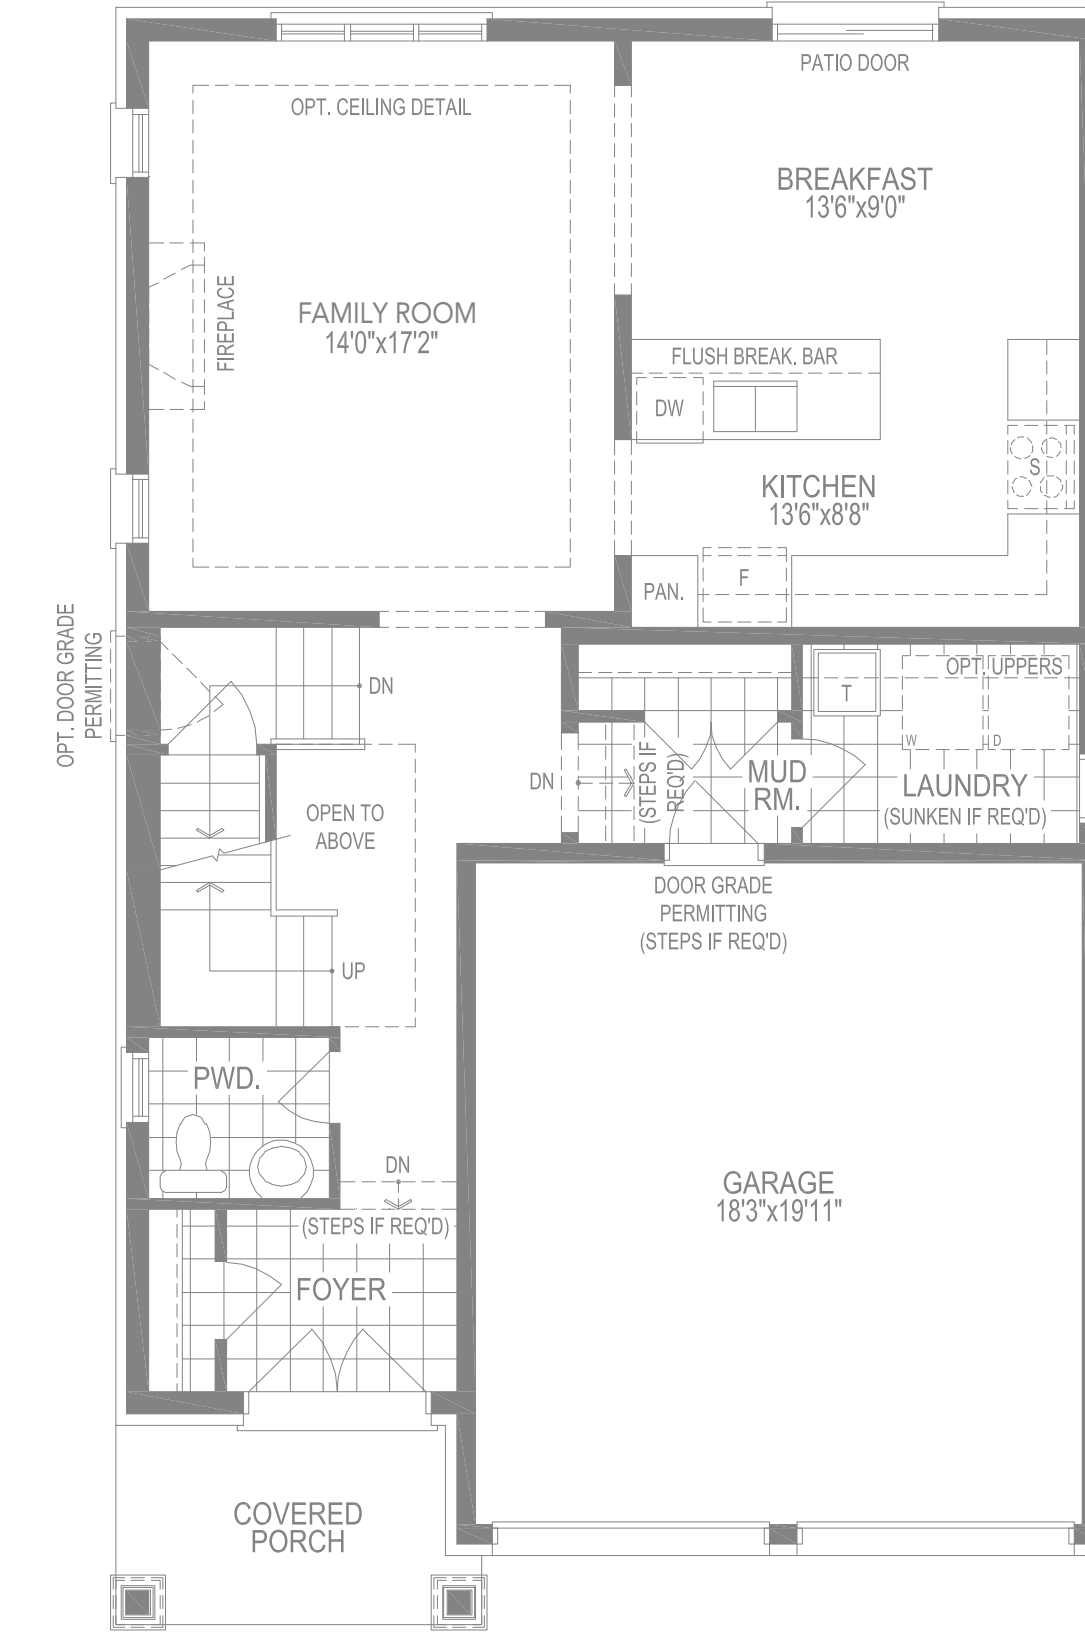 PATIO DOOR
OPT. CEILING DETAIL
BREAKFAST
13'6"x9'0"
FIREPLACE
FAMILY ROOM
14'0"x17'2"
FLUSH BREAK. BAR
DW
S
KITCHEN
13'6"x8'8"
PAN.
F
OPT. DOOR GRADE
PERMITTING
DN
T
OPT. UPPERS
W
D
DN
(STEPS IF
REQ'D)
MUD
RM.
LAUNDRY
(SUNKEN IF REQ'D)
OPEN TO
ABOVE
DOOR GRADE
PERMITTING
(STEPS IF REQ'D)
UP
PWD.
DN
(STEPS IF REQ'D)
GARAGE
18'3"x19'11"
FOYER
COVERED
PORCH